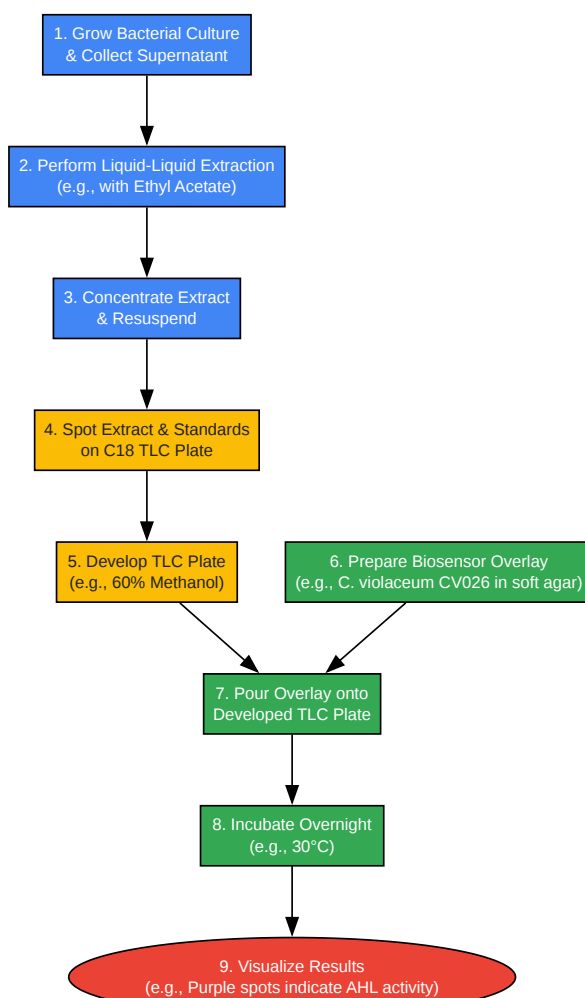 1. Grow Bacterial Culture
& Collect Supernatant
2. Perform Liquid-Liquid Extraction
(e.g., with Ethyl Acetate)
3. Concentrate Extract
& Resuspend
4. Spot Extract & Standards
on C18 TLC Plate
5. Develop TLC Plate
(e.g., 60% Methanol)
6. Prepare Biosensor Overlay
(e.g., C. violaceum CV026 in soft agar)
7. Pour Overlay onto
Developed TLC Plate
8. Incubate Overnight
(e.g., 30°C)
9. Visualize Results
(e.g., Purple spots indicate AHL activity)